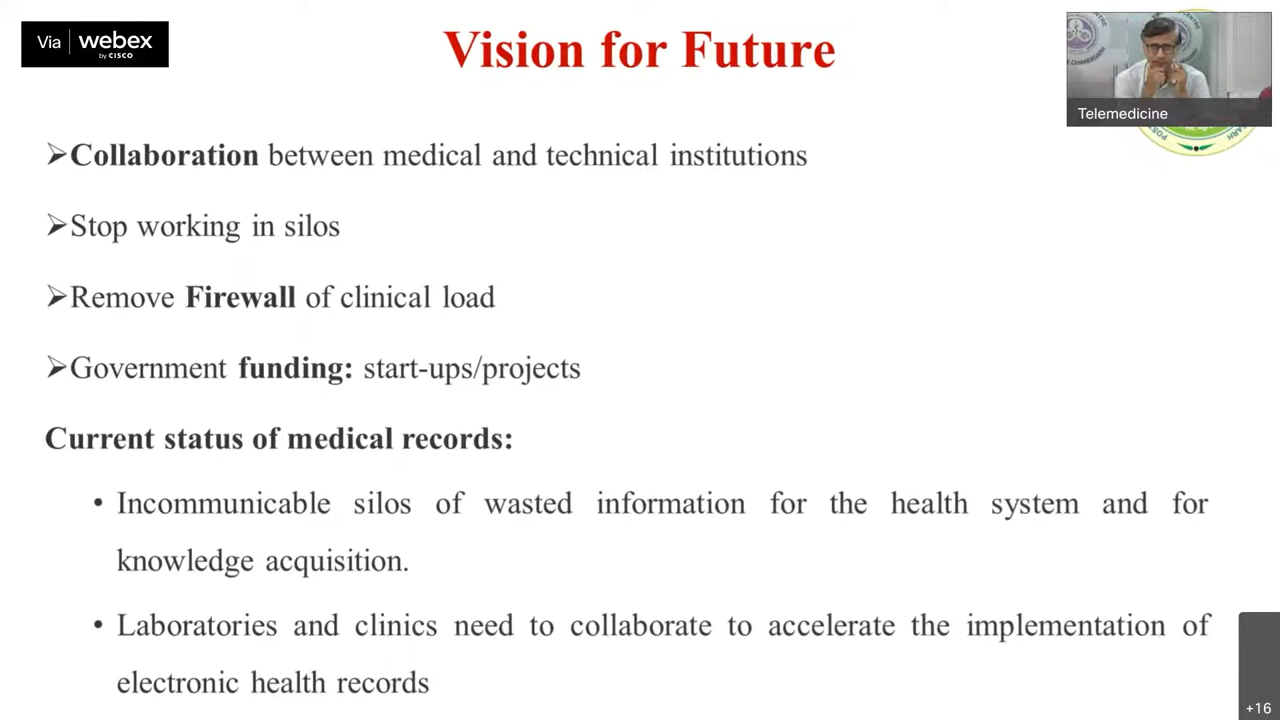 Via webex
by CISCO
Vision for Future
Telemedicine
➢Collaboration between medical and technical institutions
➢Stop working in silos
➢Remove Firewall of clinical load
➢Government funding: start-ups/projects
Current status of medical records:
• Incommunicable silos of wasted information for the health system and for
knowledge acquisition.
• Laboratories and clinics need to collaborate to accelerate the implementation of
electronic health records
+16